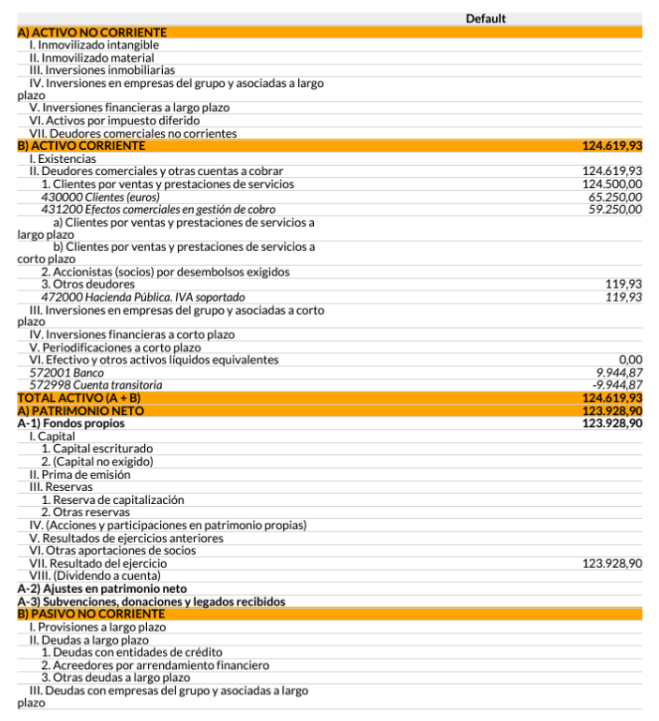 Default
A) ACTIVO NO CORRIENTE
I. Inmovilizado intangible
II. Inmovilizado material
III. Inversiones inmobiliarias
IV. Inversiones en empresas del grupo y asociadas a largo
plazo
V. Inversiones financieras a largo plazo
VI. Activos por impuesto diferido
VII. Deudores comerciales no corrientes
B) ACTIVO CORRIENTE 124.619,93
I. Existencias
II. Deudores comerciales y otras cuentas a cobrar 124.619,93
1. Clientes por ventas y prestaciones de servicios 124.500,00
430000 Clientes (euros) 65.250,00
431200 Efectos comerciales en gestión de cobro 59.250,00
a) Clientes por ventas y prestaciones de servicios a
largo plazo
b) Clientes por ventas y prestaciones de servicios a
corto plazo
2. Accionistas (socios) por desembolsos exigidos
3. Otros deudores 119,93
472000 Hacienda Pública. IVA soportado 119,93
III. Inversiones en empresas del grupo y asociadas a corto
plazo
IV. Inversiones financieras a corto plazo
V. Periodificaciones a corto plazo
VI. Efectivo y otros activos líquidos equivalentes 0,00
572001 Banco 9.944,87
572998 Cuenta transitoria -9.944,87
TOTAL ACTIVO (A + B) 124.619,93
A) PATRIMONIO NETO 123.928,90
A-1) Fondos propios 123.928,90
I. Capital
1. Capital escriturado
2. (Capital no exigido)
II. Prima de emisión
III. Reservas
1. Reserva de capitalización
2. Otras reservas
IV. (Acciones y participaciones en patrimonio propias)
V. Resultados de ejercicios anteriores
VI. Otras aportaciones de socios
VII. Resultado del ejercicio 123.928,90
VIII. (Dividendo a cuenta)
A-2) Ajustes en patrimonio neto
A-3) Subvenciones, donaciones y legados recibidos
B) PASIVO NO CORRIENTE
I. Provisiones a largo plazo
II. Deudas a largo plazo
1. Deudas con entidades de crédito
2. Acreedores por arrendamiento financiero
3. Otras deudas a largo plazo
III. Deudas con empresas del grupo y asociadas a largo
plazo